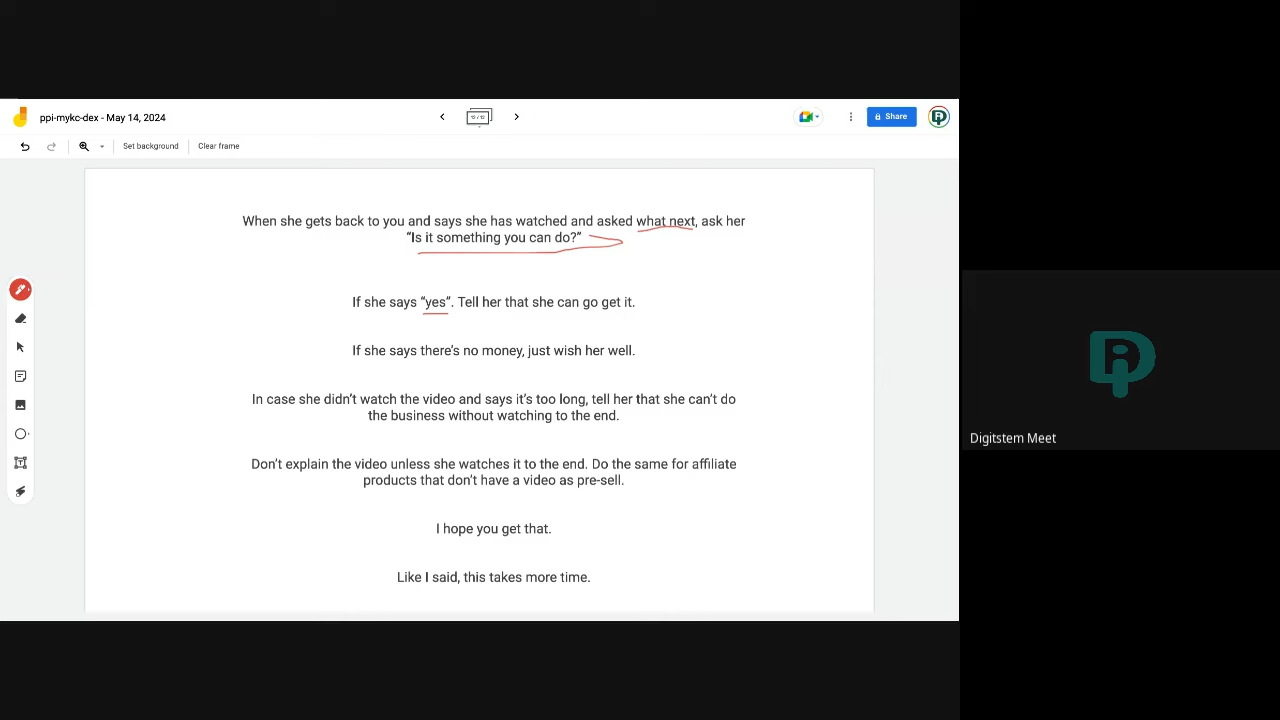 ppi-mykc-dex - May 14, 2024
Share
Set background
Clear frame
When she gets back to you and says she has watched and asked what next, ask her
“Is it something you can do?”
If she says “yes”. Tell her that she can go get it.
If she says there’s no money, just wish her well.
In case she didn’t watch the video and says it’s too long, tell her that she can’t do
the business without watching to the end.
Don’t explain the video unless she watches it to the end. Do the same for affiliate
products that don’t have a video as pre-sell.
I hope you get that.
Like I said, this takes more time.
Digitstem Meet